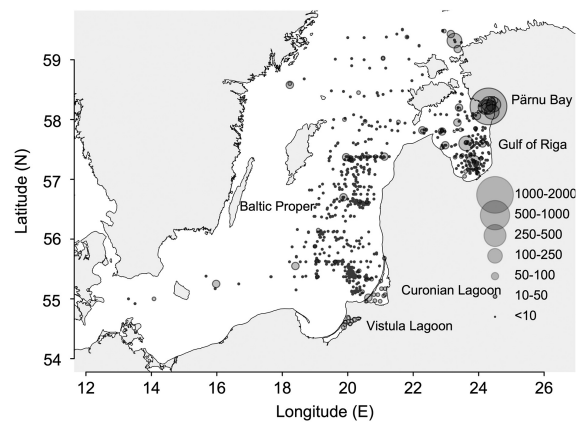 59
58
57
56
55
54
Latitude (N)
Pärnu Bay
Gulf of Riga
Baltic Proper
1000-2000
500-1000
250-500
100-250
50-100
10-50
<10
Curonian Lagoon
Vistula Lagoon
12 14 16 18 20 22 24 26
Longitude (E)